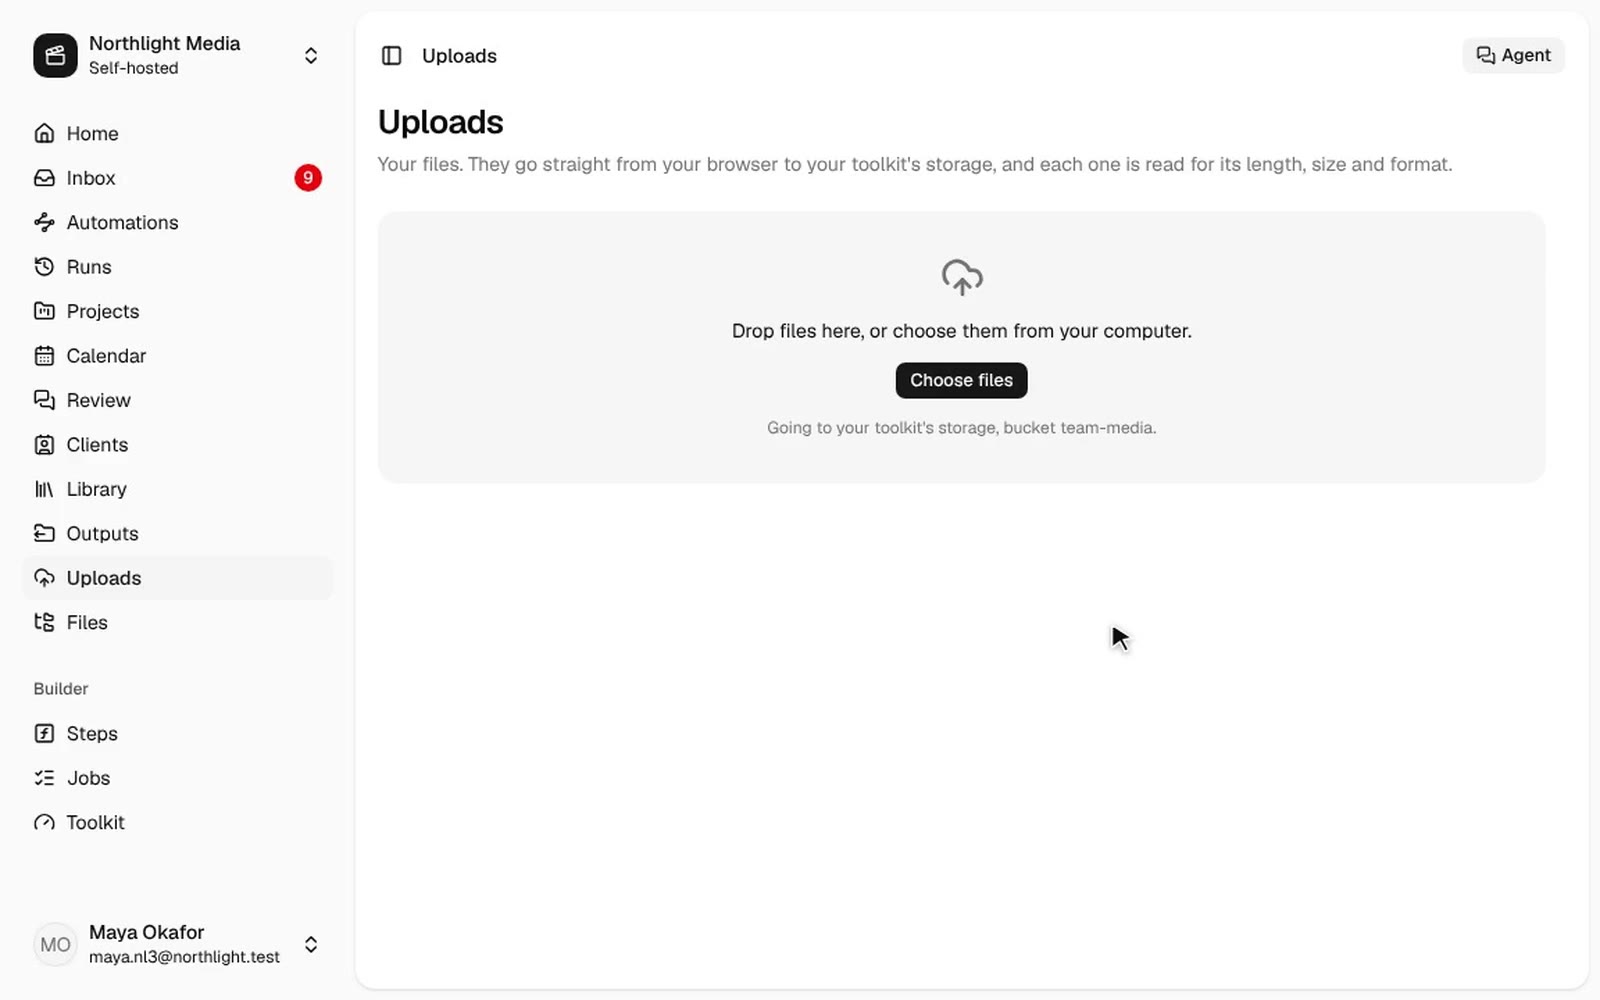 Northlight Media
Self-hosted
Home
Inbox
9
Automations
Runs
Projects
Calendar
Review
Clients
Library
Outputs
Uploads
Files
Builder
Steps
Jobs
Toolkit
MO
Maya Okafor
maya.nl3@northlight.test
Uploads
Agent
Uploads
Your files. They go straight from your browser to your toolkit's storage, and each one is read for its length, size and format.
Drop files here, or choose them from your computer.
Choose files
Going to your toolkit's storage, bucket team-media.